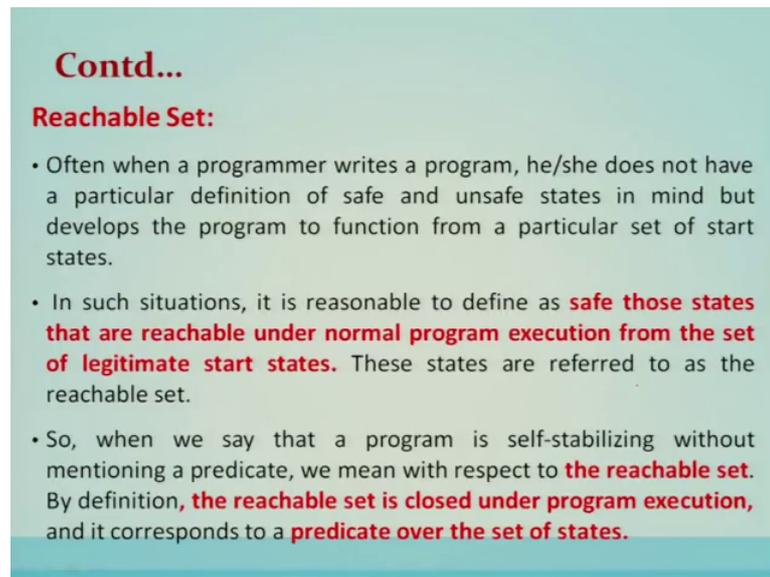 Contd...
Reachable Set:
• Often when a programmer writes a program, he/she does not have
a particular definition of safe and unsafe states in mind but
develops the program to function from a particular set of start
states.
• In such situations, it is reasonable to define as safe those states
that are reachable under normal program execution from the set
of legitimate start states. These states are referred to as the
reachable set.
• So, when we say that a program is self-stabilizing without
mentioning a predicate, we mean with respect to the reachable set.
By definition, the reachable set is closed under program execution,
and it corresponds to a predicate over the set of states.